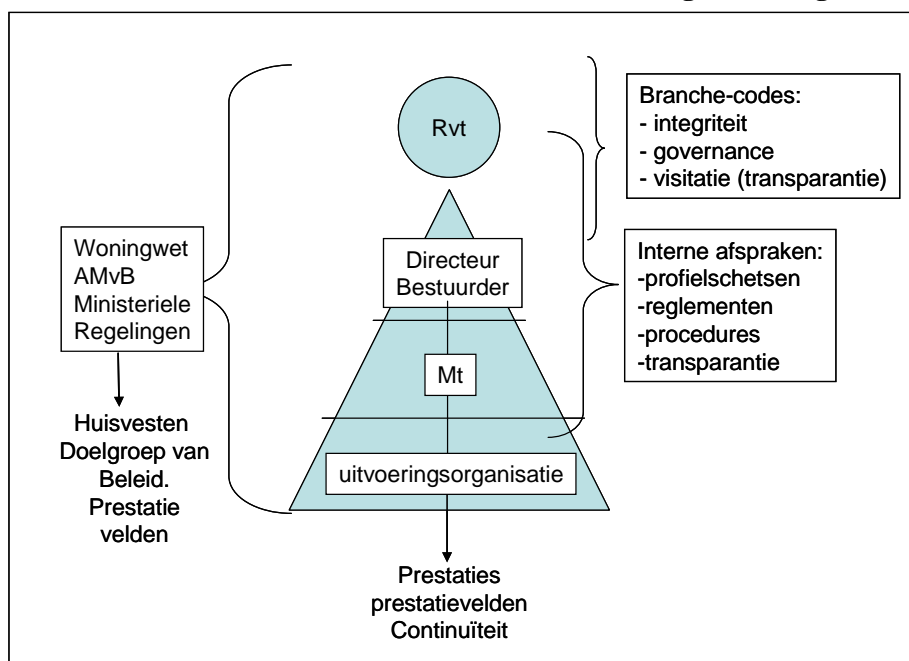 Rvt
Branche-codes:
- integriteit
- governance
- visitatie (transparantie)
Woningwet
AMvB
Ministeriele
Regelingen
Directeur
Bestuurder
Interne afspraken:
-profielschetsen
-reglementen
-procedures
-transparantie
Mt
Huisvesten
Doelgroep van
Beleid.
Prestatie
velden
uitvoeringsorganisatie
Prestaties
prestatievelden
Continuïteit